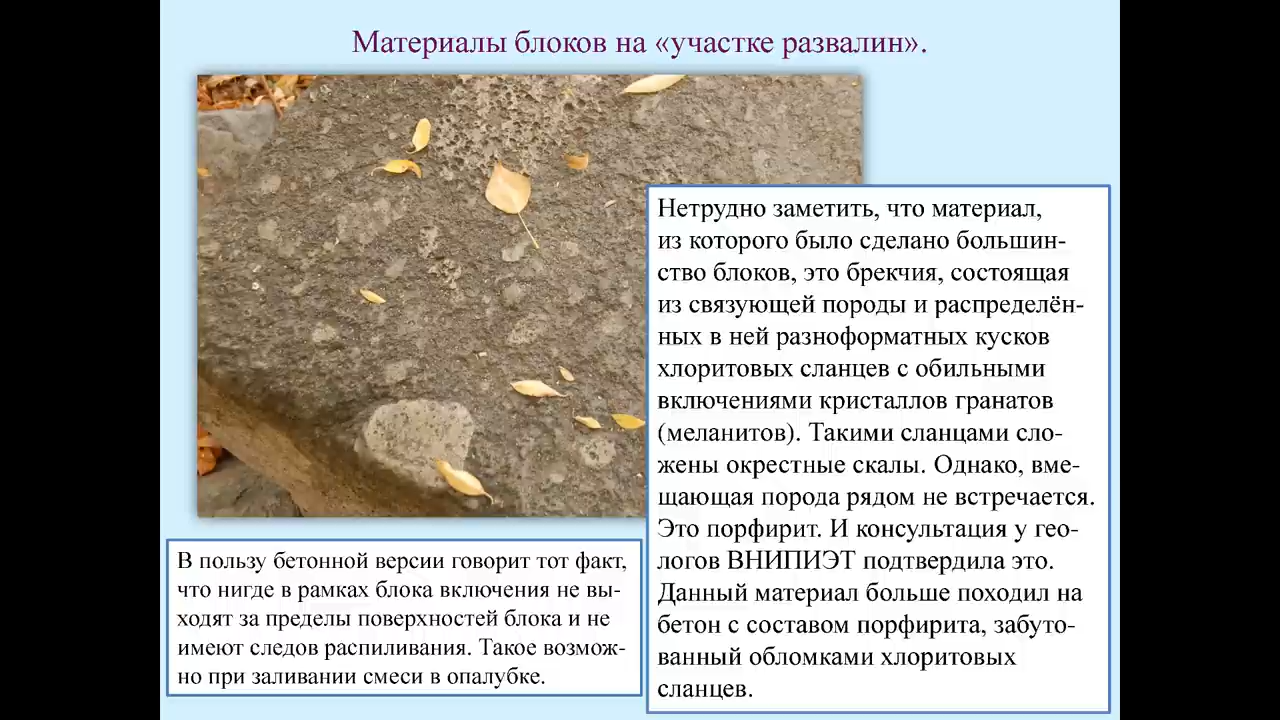 Материалы блоков на «участке развалин».
Нетрудно заметить, что материал,
из которого было сделано большин-
ство блоков, это брекчия, состоящая
из связующей породы и распределён-
ных в ней разноформатных кусков
хлоритовых сланцев с обильными
включениями кристаллов гранатов
(меланитов). Такими сланцами сло-
жены окрестные скалы. Однако, вме-
щающая порода рядом не встречается.
Это порфирит. И консультация у гео-
логов ВНИПИЭТ подтвердила это.
Данный материал больше походил на
бетон с составом порфирита, забуто-
ванный обломками хлоритовых
сланцев.
В пользу бетонной версии говорит тот факт,
что нигде в рамках блока включения не вы-
ходят за пределы поверхностей блока и не
имеют следов распиливания. Такое возмож-
но при заливании смеси в опалубке.